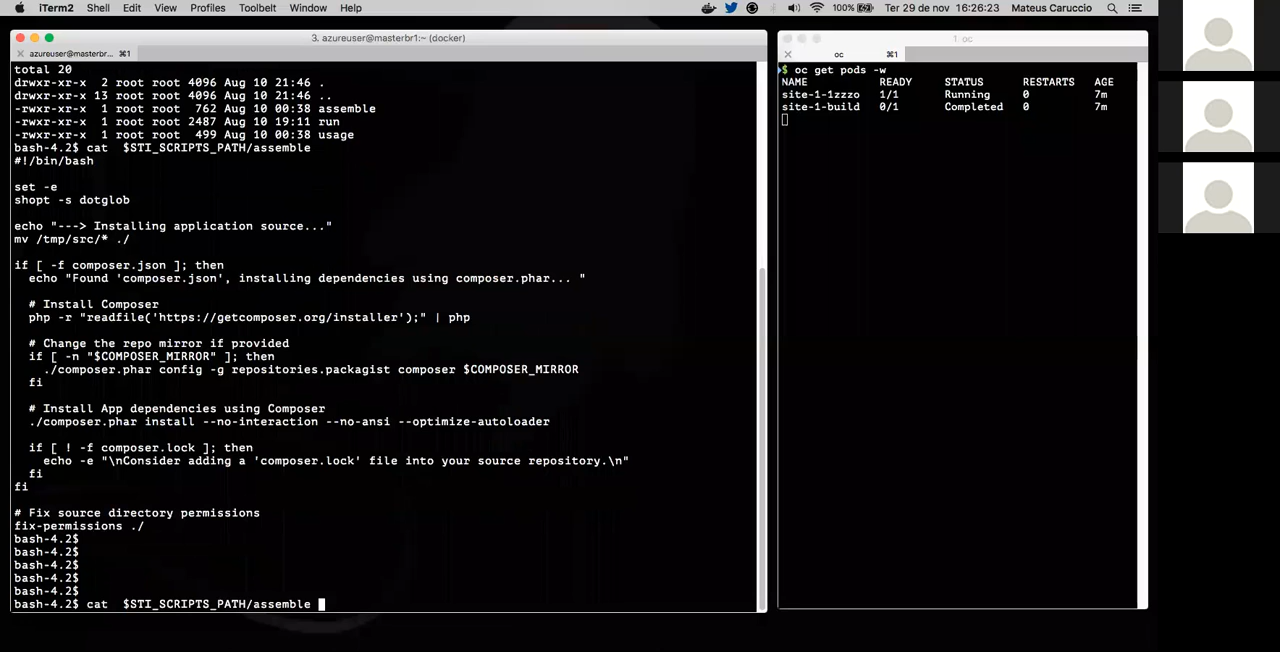 iTerm2 Shell Edit View Profiles Toolbelt Window Help 100% Ter 29 de nov 16:26:23 Mateus Caruccio
3. azureuser@masterbr1:~ (docker)
azureuser@masterbr... ⌘1
total 20
drwxr-xr-x 2 root root 4096 Aug 10 21:46 .
drwxr-xr-x 13 root root 4096 Aug 10 21:46 ..
-rwxr-xr-x 1 root root 762 Aug 10 00:38 assemble
-rwxr-xr-x 1 root root 2487 Aug 10 19:11 run
-rwxr-xr-x 1 root root 499 Aug 10 00:38 usage
bash-4.2$ cat  $STI_SCRIPTS_PATH/assemble
#!/bin/bash
set -e
shopt -s dotglob
echo "---> Installing application source..."
mv /tmp/src/* ./
if [ -f composer.json ]; then
  echo "Found 'composer.json', installing dependencies using composer.phar... "
  # Install Composer
  php -r "readfile('https://getcomposer.org/installer');" | php
  # Change the repo mirror if provided
  if [ -n "$COMPOSER_MIRROR" ]; then
    ./composer.phar config -g repositories.packagist composer $COMPOSER_MIRROR
  fi
  # Install App dependencies using Composer
  ./composer.phar install --no-interaction --no-ansi --optimize-autoloader
  if [ ! -f composer.lock ]; then
    echo -e "\nConsider adding a 'composer.lock' file into your source repository.\n"
  fi
fi
# Fix source directory permissions
fix-permissions ./
bash-4.2$
bash-4.2$
bash-4.2$
bash-4.2$
bash-4.2$
bash-4.2$ cat  $STI_SCRIPTS_PATH/assemble
1. oc
oc ⌘1
$ oc get pods -w
NAME READY STATUS RESTARTS AGE
site-1-1zzzo 1/1 Running 0 7m
site-1-build 0/1 Completed 0 7m